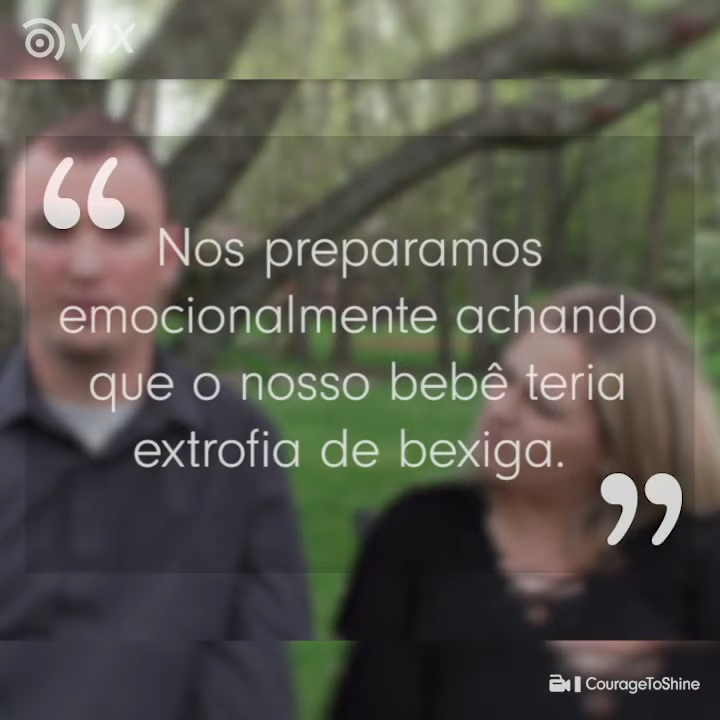 VIX
“
Nos preparamos
emocionalmente achando
que o nosso bebê teria
extrofia de bexiga.
”
CourageToShine